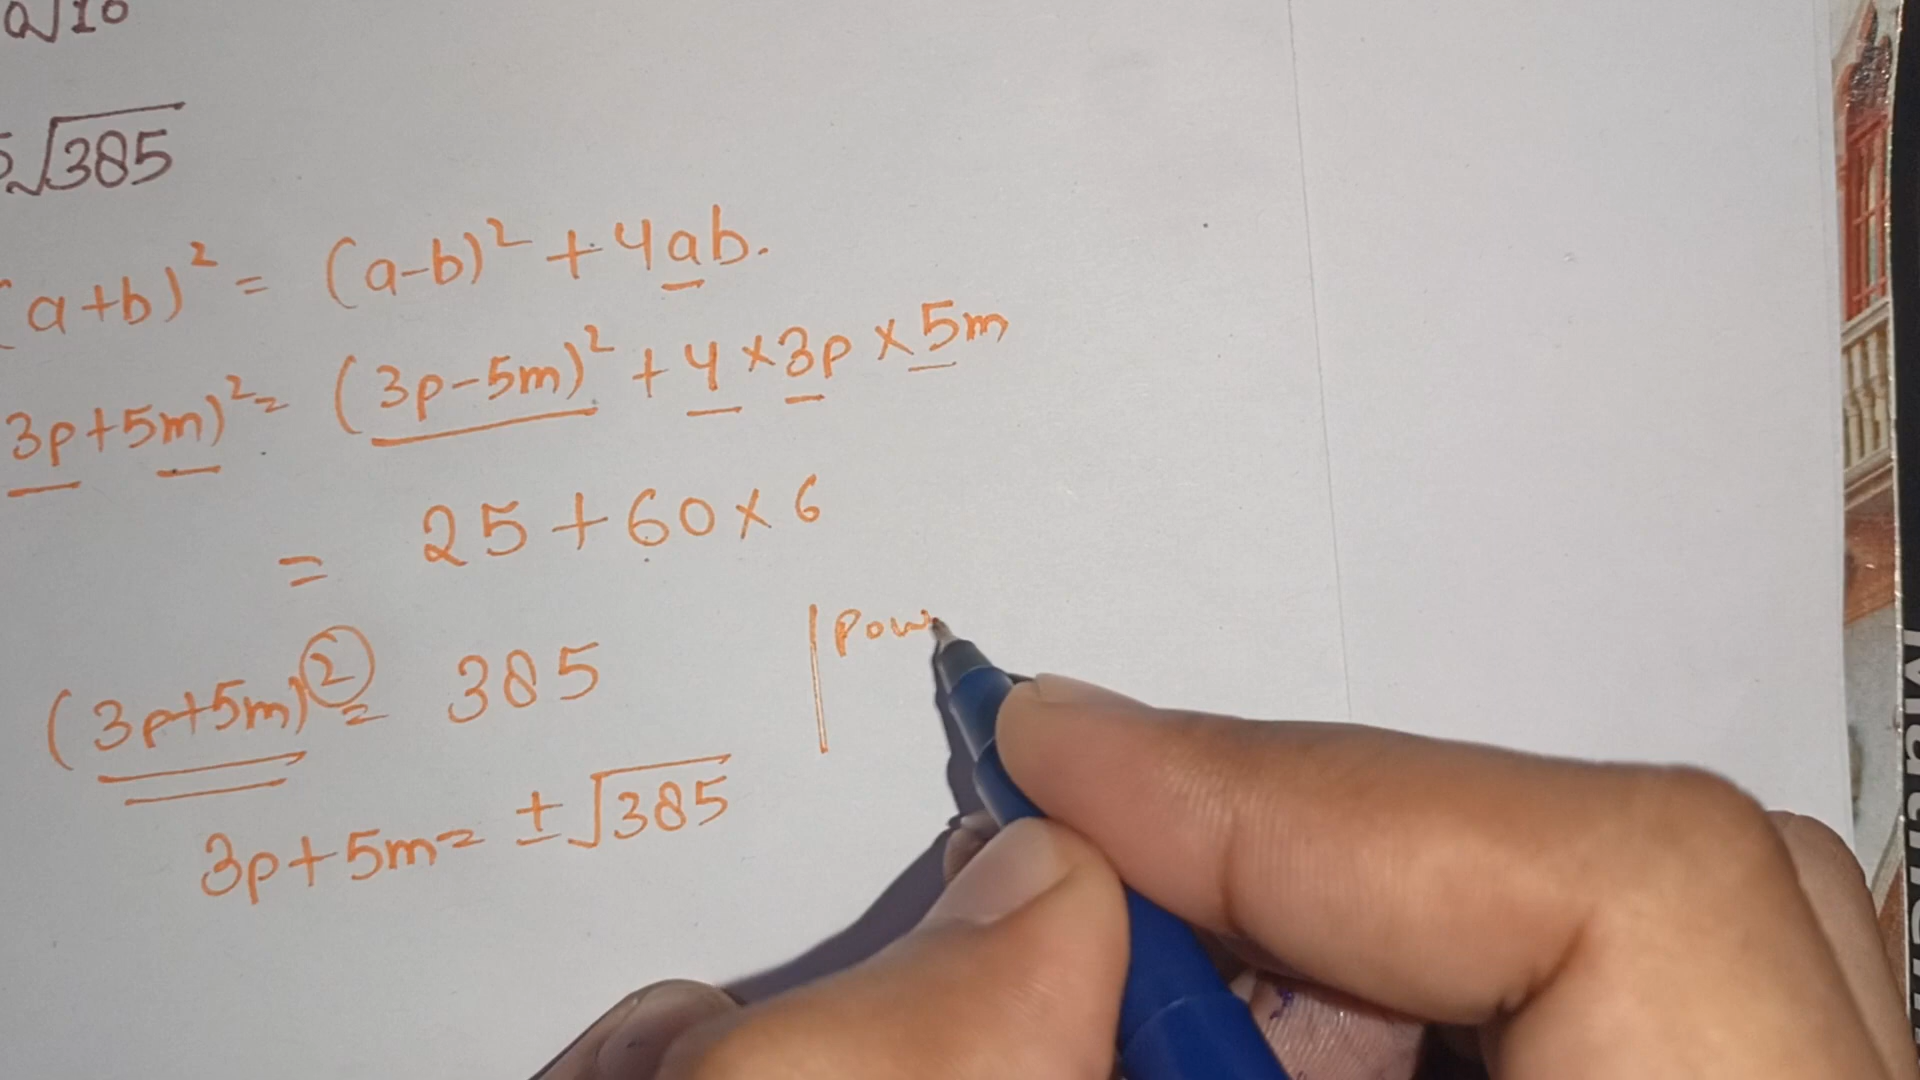 a√10
5√385
(a+b)² = (a-b)² + 4ab.
3p+5m)² = (3p-5m)² + 4 × 3p × 5m
= 25 + 60 × 6
(3p+5m)² = 385
Pow
3p+5m = ± √385